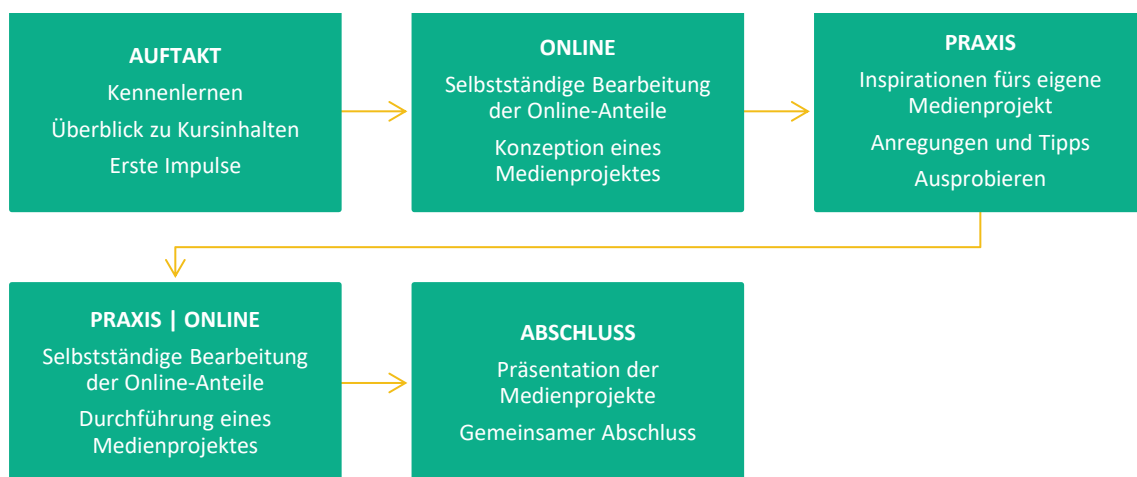 AUFTAKT
Kennenlernen
Überblick zu Kursinhalten
Erste Impulse
ONLINE
Selbstständige Bearbeitung
der Online-Anteile
Konzeption eines
Medienprojektes
PRAXIS
Inspirationen fürs eigene
Medienprojekt
Anregungen und Tipps
Ausprobieren
PRAXIS | ONLINE
Selbstständige Bearbeitung
der Online-Anteile
Durchführung eines
Medienprojektes
ABSCHLUSS
Präsentation der
Medienprojekte
Gemeinsamer Abschluss